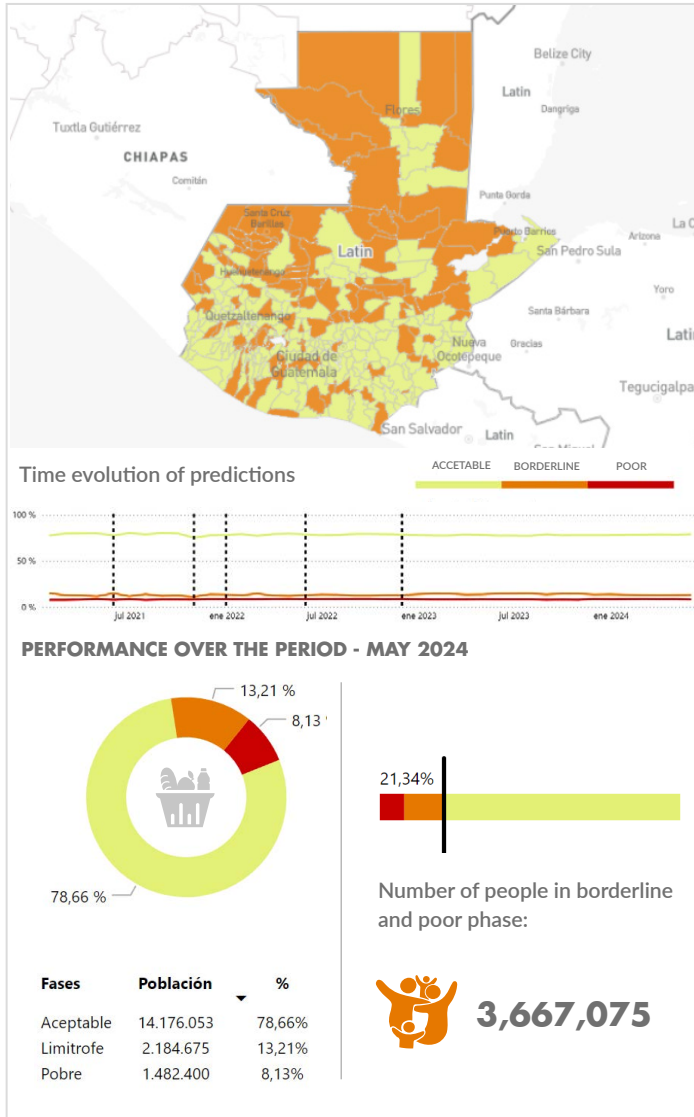 Belize City
Latin
Flores
Dangriga
Tuxtla Gutiérrez
CHIAPAS
Comitán
Punta Gorda
Santa Cruz
Barillas
Latin
Puerto Barrios
La C
Arizona
San Pedro Sula
Huehuetenango
Yoro
Quetzaltenango
Santa Bárbara
Nueva
Ocotepeque
Gracias
Latin
Ciudad de
Guatemala
Tegucigalpa
San Salvador
Latin
San Miguel
Time evolution of predictions
ACCETABLE BORDERLINE POOR
100 %
50 %
0 %
jul 2021 ene 2022 jul 2022 ene 2023 jul 2023 ene 2024
PERFORMANCE OVER THE PERIOD - MAY 2024
13,21 %
8,13
78,66 %
21,34%
Number of people in borderline
and poor phase:
3,667,075
Fases Población %
Aceptable 14.176.053 78,66%
Limitrofe 2.184.675 13,21%
Pobre 1.482.400 8,13%